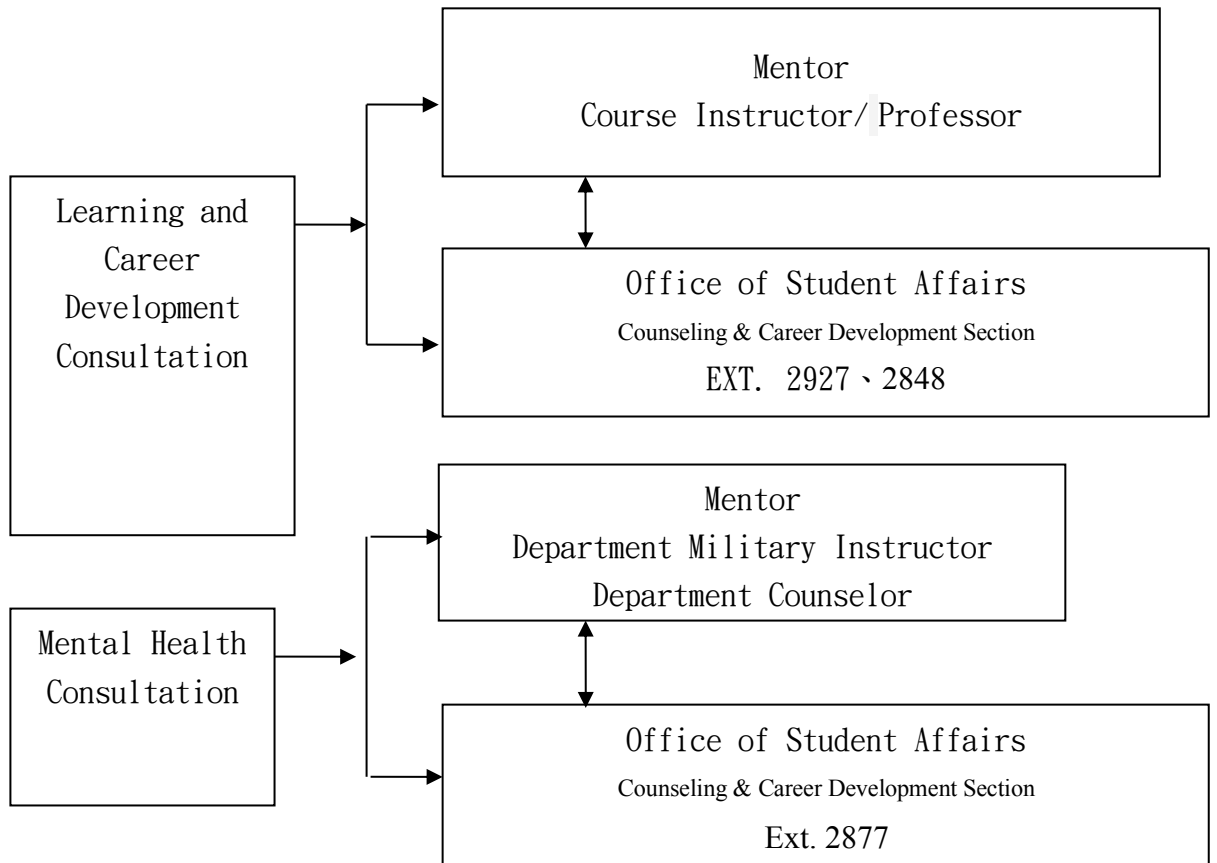 Mentor
Course Instructor/ Professor
Learning and
Career
Development
Consultation
Office of Student Affairs
Counseling & Career Development Section
EXT. 2927、2848
Mentor
Department Military Instructor
Department Counselor
Mental Health
Consultation
Office of Student Affairs
Counseling & Career Development Section
Ext. 2877